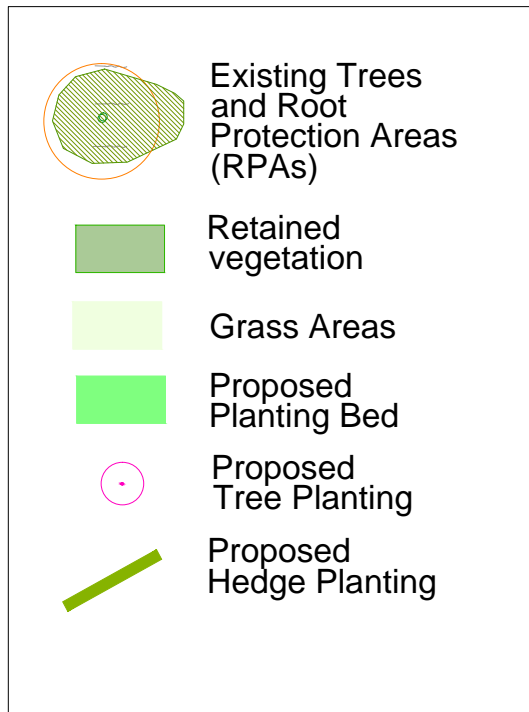 Existing Trees
and Root
Protection Areas
(RPAs)
Retained
vegetation
Grass Areas
Proposed
Planting Bed
Proposed
Tree Planting
Proposed
Hedge Planting